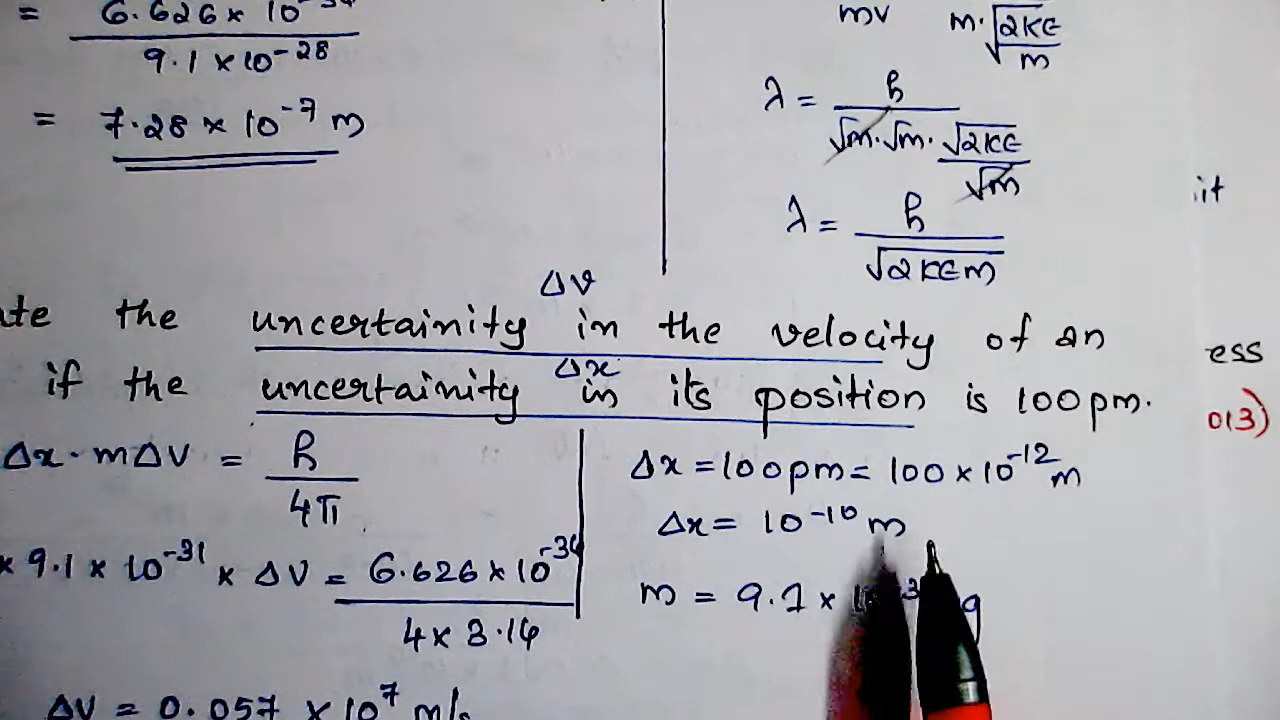 = 6.626 × 10⁻³⁴
9.1 × 10⁻²⁸
= 7.28 × 10⁻⁷ m
mv m.√2KE
m
λ = h
√m.√m.√2KE
√m
λ = h
√2KEm
it
Δv
the uncertainity in the velocity of an
ess
Δx
if the uncertainity in its position is 100pm.
013)
Δx.mΔV = h
4π
× 9.1 × 10⁻³¹ × ΔV = 6.626 × 10⁻³⁴
4 × 3.14
ΔV = 0.057 × 10⁷ m/
Δx = 100pm = 100 × 10⁻¹² m
Δx = 10⁻¹⁰ m
m = 9.1 ×